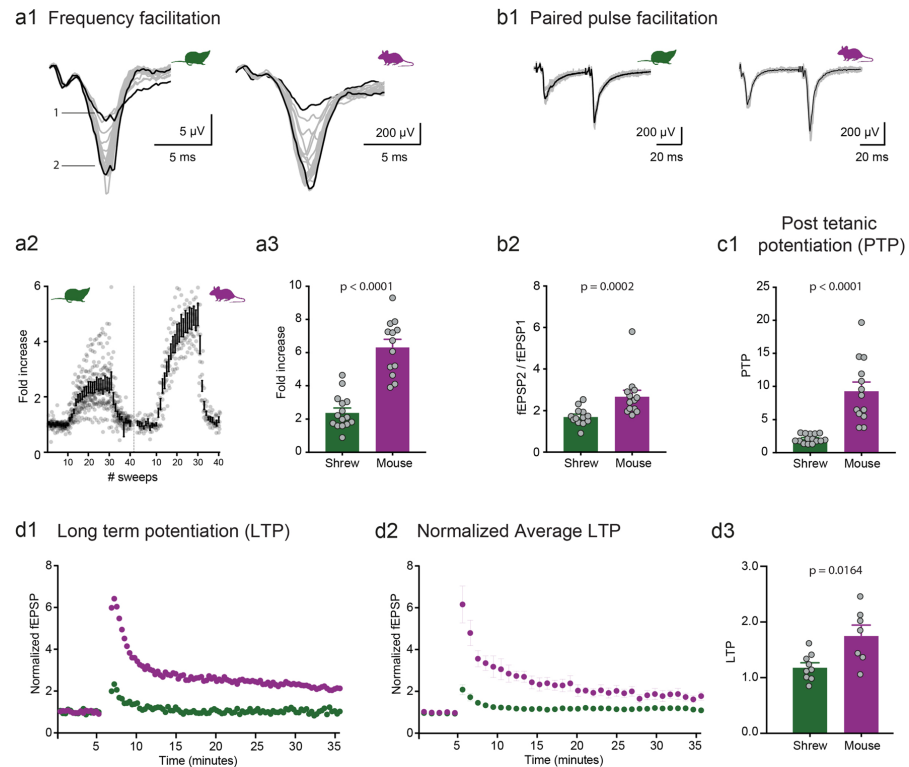 a1 Frequency facilitation
b1 Paired pulse facilitation
1
2
5 µV
5 ms
200 µV
5 ms
200 µV
20 ms
200 µV
20 ms
a2
a3
b2
c1
Post tetanic
potentiation (PTP)
Fold increase
6
4
2
0
10 20 30 40 10 20 30 40
# sweeps
p < 0.0001
Fold increase
10
8
6
4
2
0
Shrew Mouse
p = 0.0002
fEPSP2 / fEPSP1
8
6
4
2
0
Shrew Mouse
p < 0.0001
PTP
25
20
15
10
5
0
Shrew Mouse
d1 Long term potentiation (LTP)
Normalized fEPSP
8
6
4
2
0
5 10 15 20 25 30 35
Time (minutes)
d2 Normalized Average LTP
Normalized fEPSP
8
6
4
2
0
5 10 15 20 25 30 35
Time (minutes)
d3
p = 0.0164
LTP
3.0
2.0
1.0
0.0
Shrew Mouse